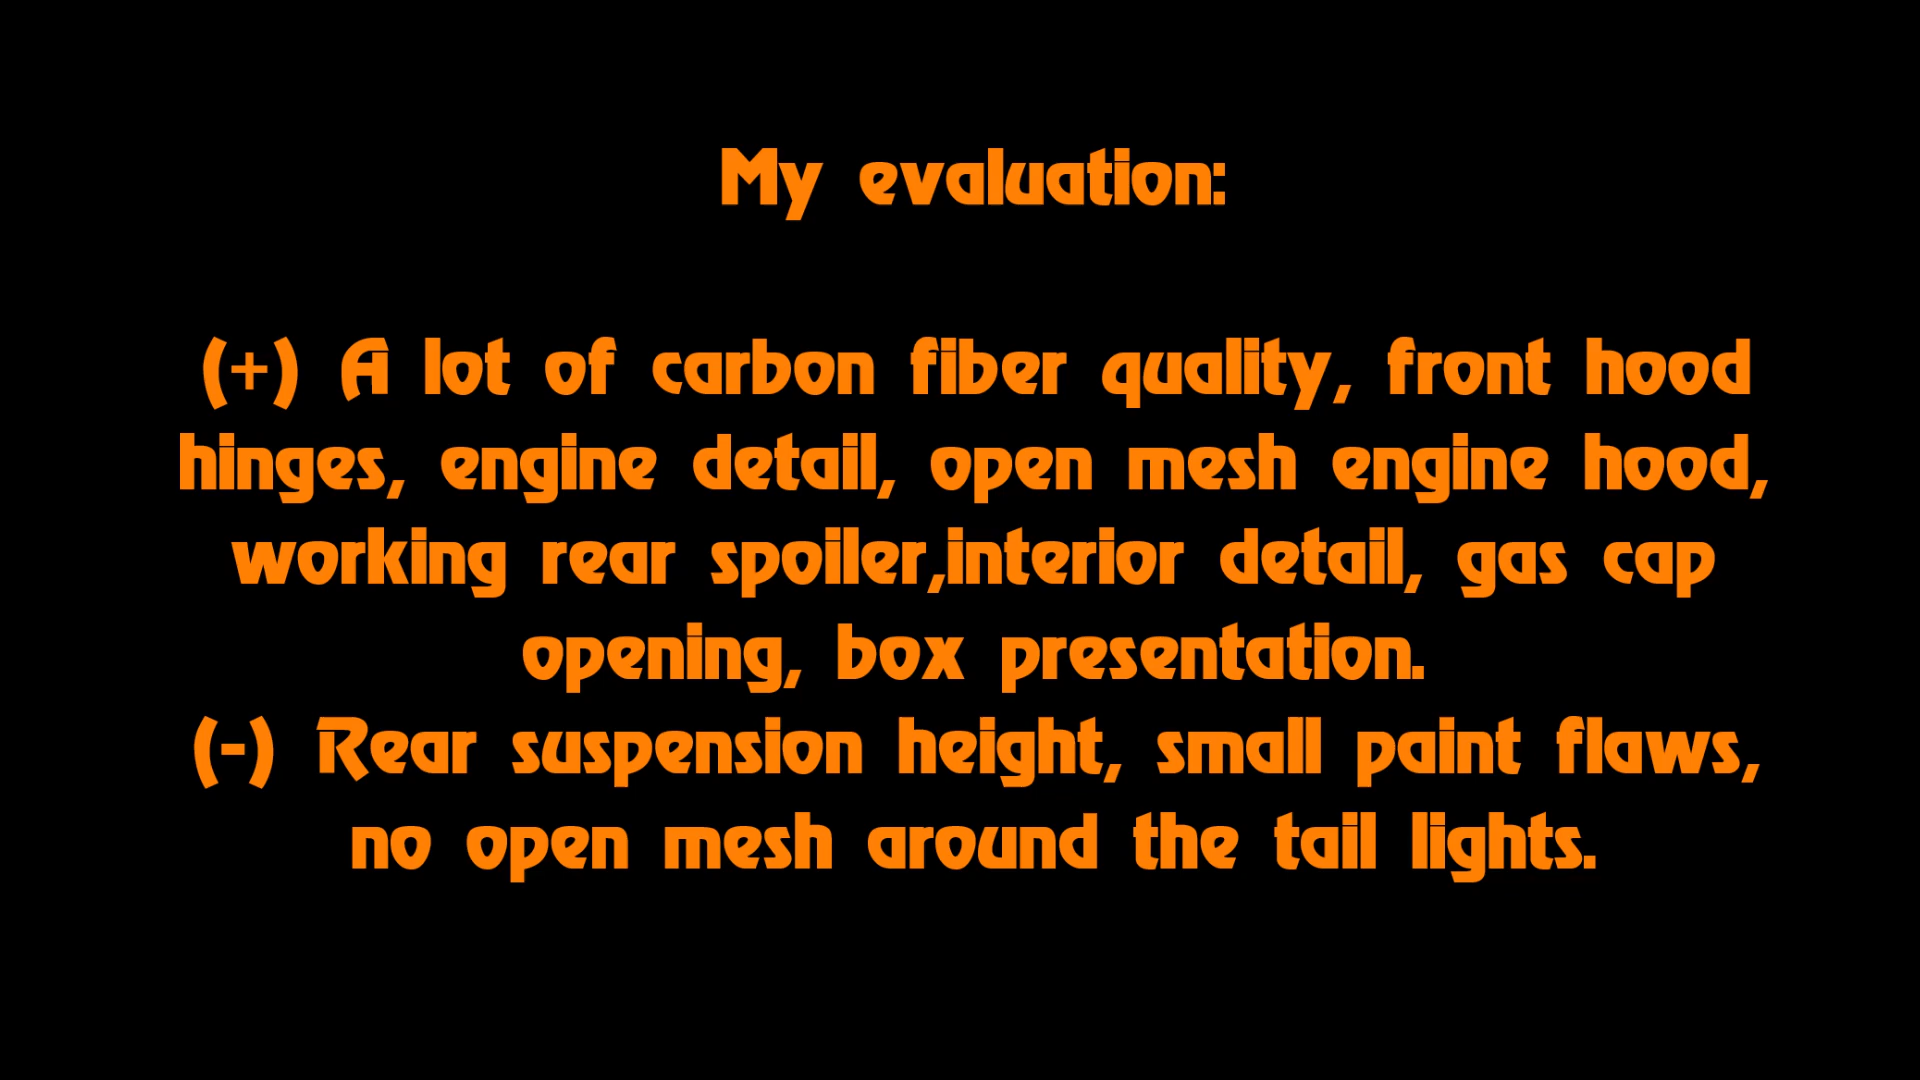 My evaluation:
(+) A lot of carbon fiber quality, front hood
hinges, engine detail, open mesh engine hood,
working rear spoiler,interior detail, gas cap
opening, box presentation.
(-) Rear suspension height, small paint flaws,
no open mesh around the tail lights.